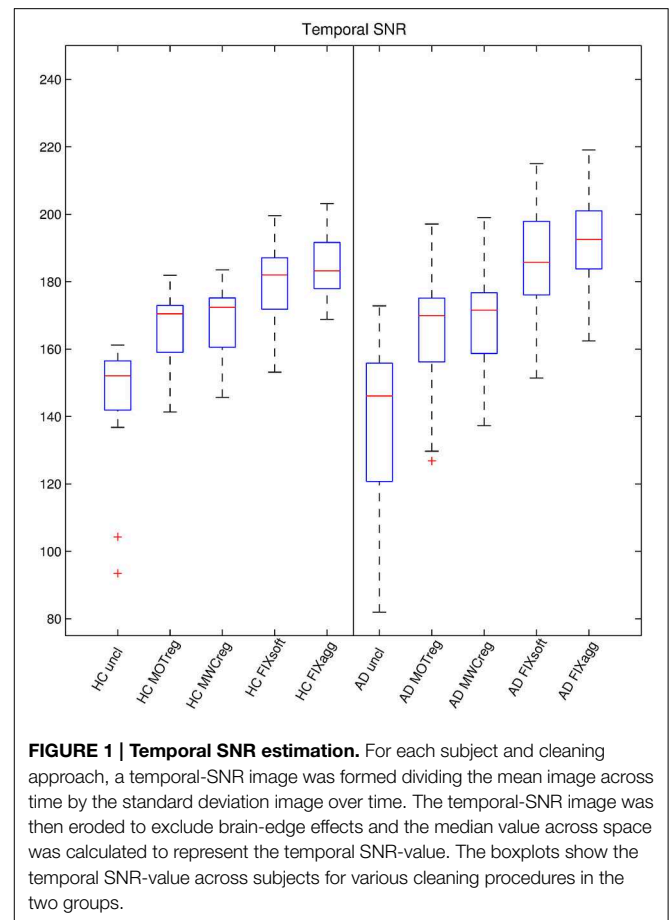 Temporal SNR
240
220
200
180
160
140
120
100
80
HC uncl
HC MOTreg
HC MWCreg
HC FIXsoft
HC FIXagg
AD uncl
AD MOTreg
AD MWCreg
AD FIXsoft
AD FIXagg
FIGURE 1 | Temporal SNR estimation. For each subject and cleaning
approach, a temporal-SNR image was formed dividing the mean image across
time by the standard deviation image over time. The temporal-SNR image was
then eroded to exclude brain-edge effects and the median value across space
was calculated to represent the temporal SNR-value. The boxplots show the
temporal SNR-value across subjects for various cleaning procedures in the
two groups.